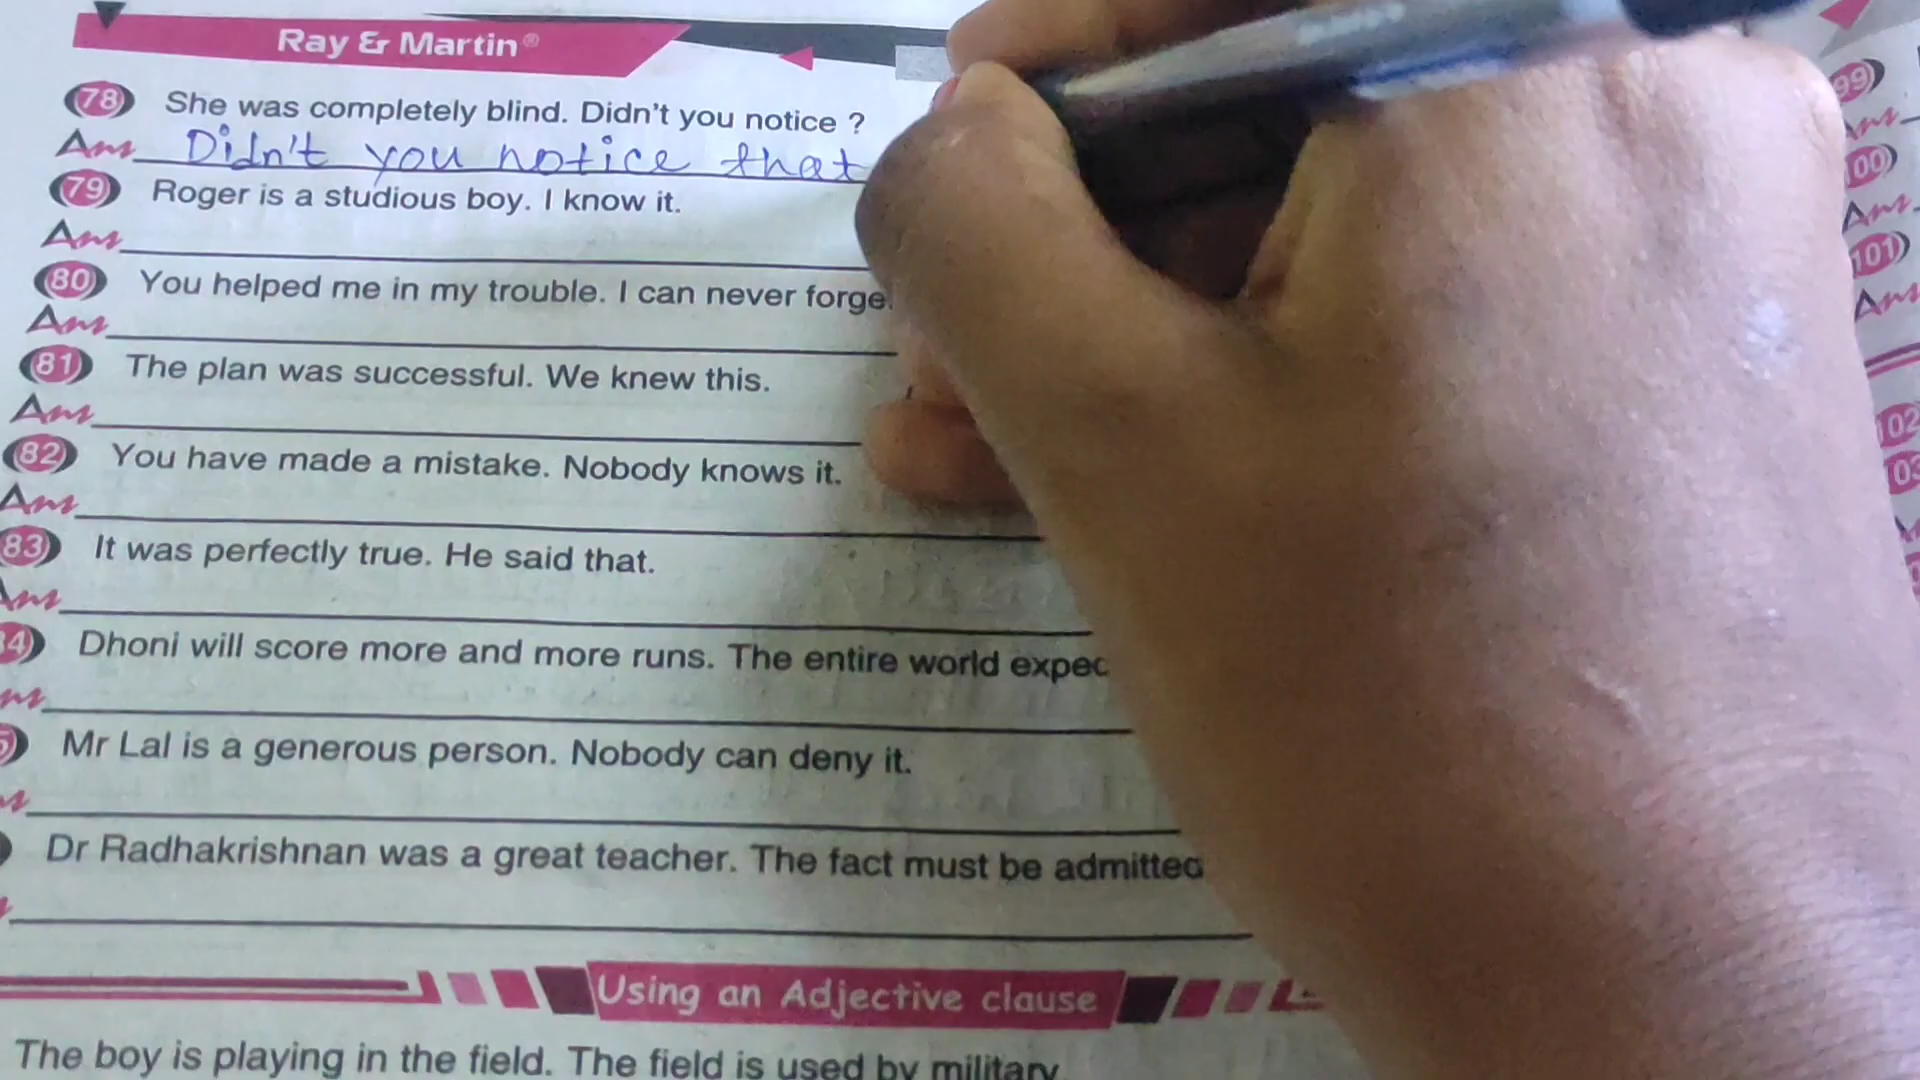 Ray & Martin®
78 She was completely blind. Didn't you notice ?
Ans Didn't you notice that
79 Roger is a studious boy. I know it.
Ans
80 You helped me in my trouble. I can never
Ans
81 The plan was successful. We knew this.
Ans
82 You have made a mistake. Nobody knows it.
Ans
83 It was perfectly true. He said that.
Ans
Dhoni will score more and more runs. The entire world
Mr Lal is a generous person. Nobody can deny it.
Dr Radhakrishnan was a great teacher. The fact must be
Using an Adjective clause
The boy is playing in the field. The field is used by military
99
Ans
100
Ans
101
Ans
102
103